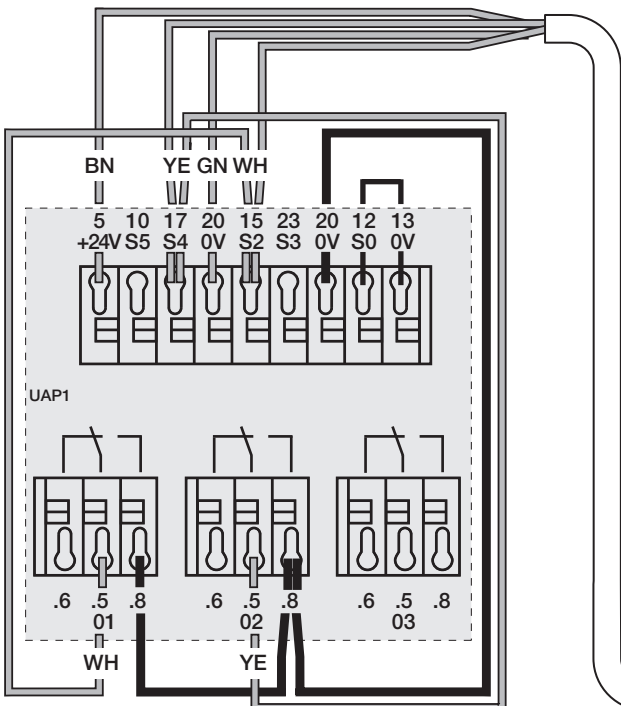 BN YE GN WH
5 10 17 20 15 23 20 12 13
+24V S5 S4 0V S2 S3 0V S0 0V
UAP1
.6 .5 .8 .6 .5 .8 .6 .5 .8
01 02 03
WH YE